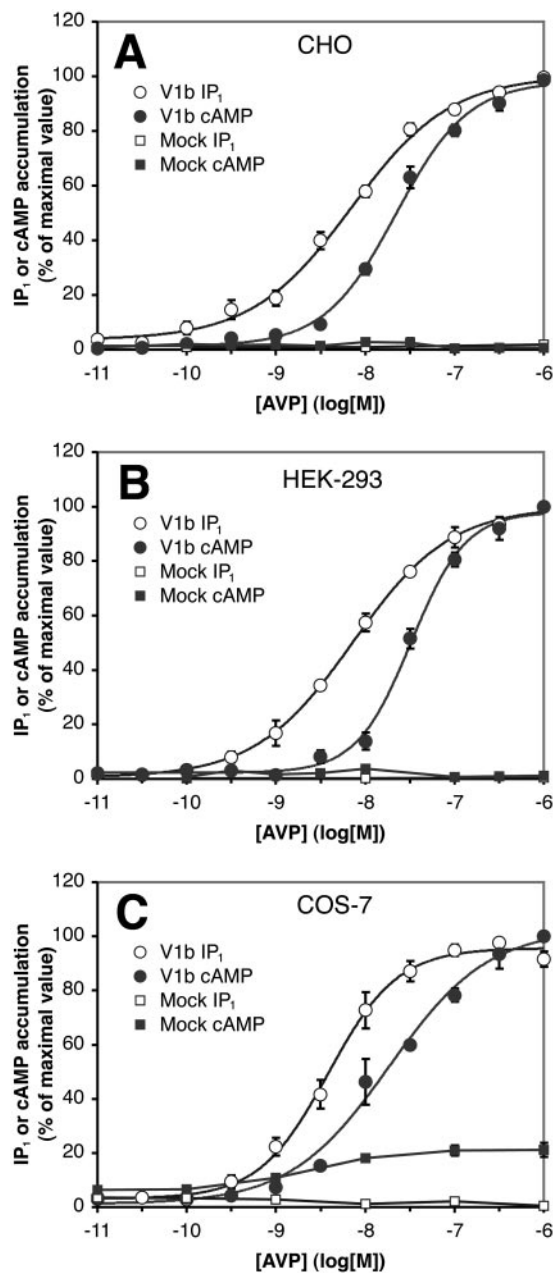 A
CHO
V1b IP₁
V1b cAMP
Mock IP₁
Mock cAMP
IP₁ or cAMP accumulation
(% of maximal value)
120
100
80
60
40
20
0
-11 -10 -9 -8 -7 -6
[AVP] (log[M])
B
HEK-293
V1b IP₁
V1b cAMP
Mock IP₁
Mock cAMP
IP₁ or cAMP accumulation
(% of maximal value)
120
100
80
60
40
20
0
-11 -10 -9 -8 -7 -6
[AVP] (log[M])
C
COS-7
V1b IP₁
V1b cAMP
Mock IP₁
Mock cAMP
IP₁ or cAMP accumulation
(% of maximal value)
120
100
80
60
40
20
0
-11 -10 -9 -8 -7 -6
[AVP] (log[M])